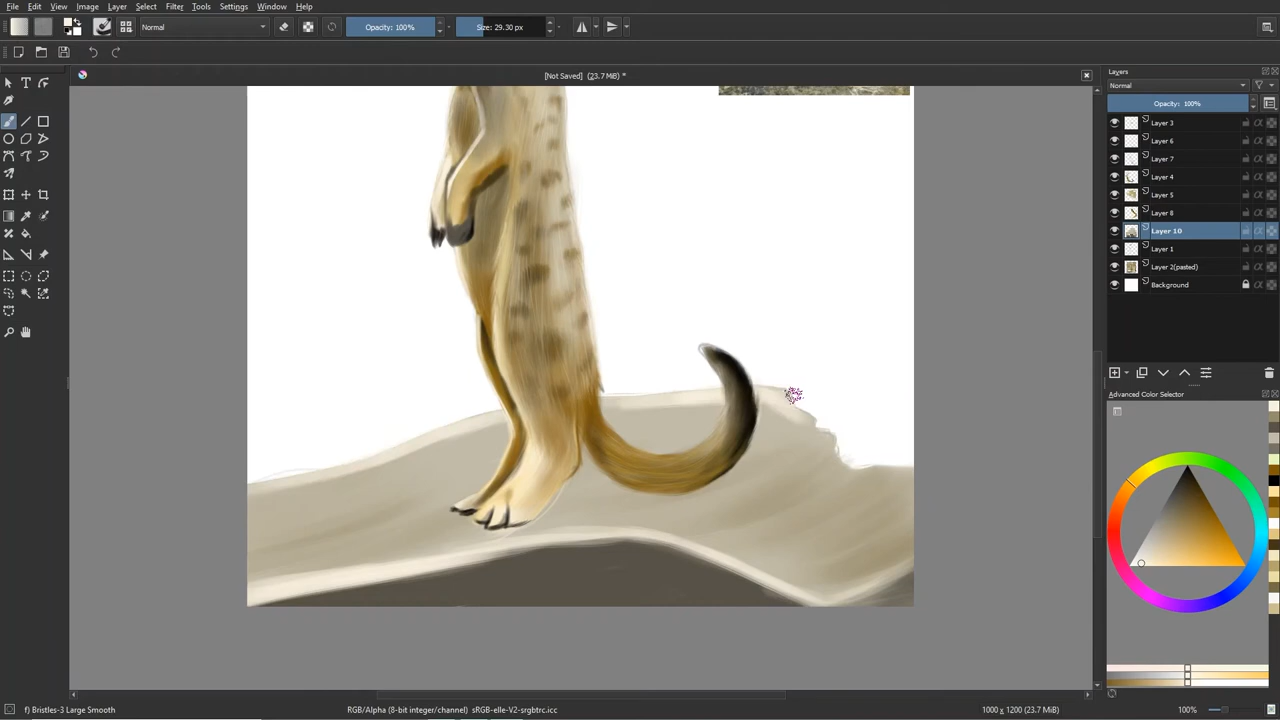 File Edit View Image Layer Select Filter Tools Settings Window Help
Normal Opacity: 100% Size: 29.30 px
[Not Saved] (23.7 MiB) *
Layers
Normal
Opacity: 100%
Layer 3
Layer 6
Layer 7
Layer 4
Layer 5
Layer 8
Layer 10
Layer 1
Layer 2(pasted)
Background
Advanced Color Selector
f) Bristles-3 Large Smooth RGB/Alpha (8-bit integer/channel) sRGB-elle-V2-srgbtrc.icc 1000 x 1200 (23.7 MiB) 100%